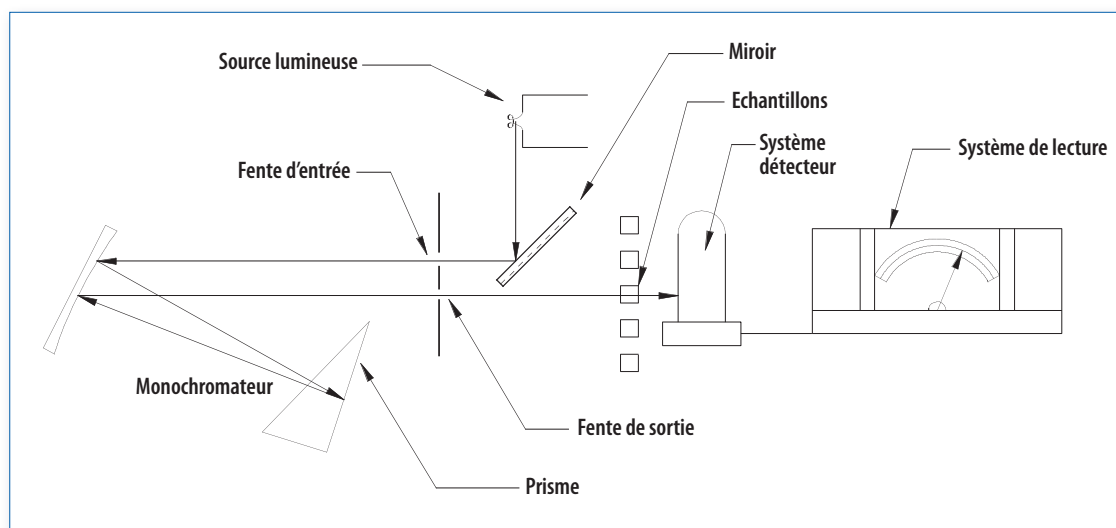 Source lumineuse
Miroir
Echantillons
Système
détecteur
Système de lecture
Fente d'entrée
Monochromateur
Fente de sortie
Prisme